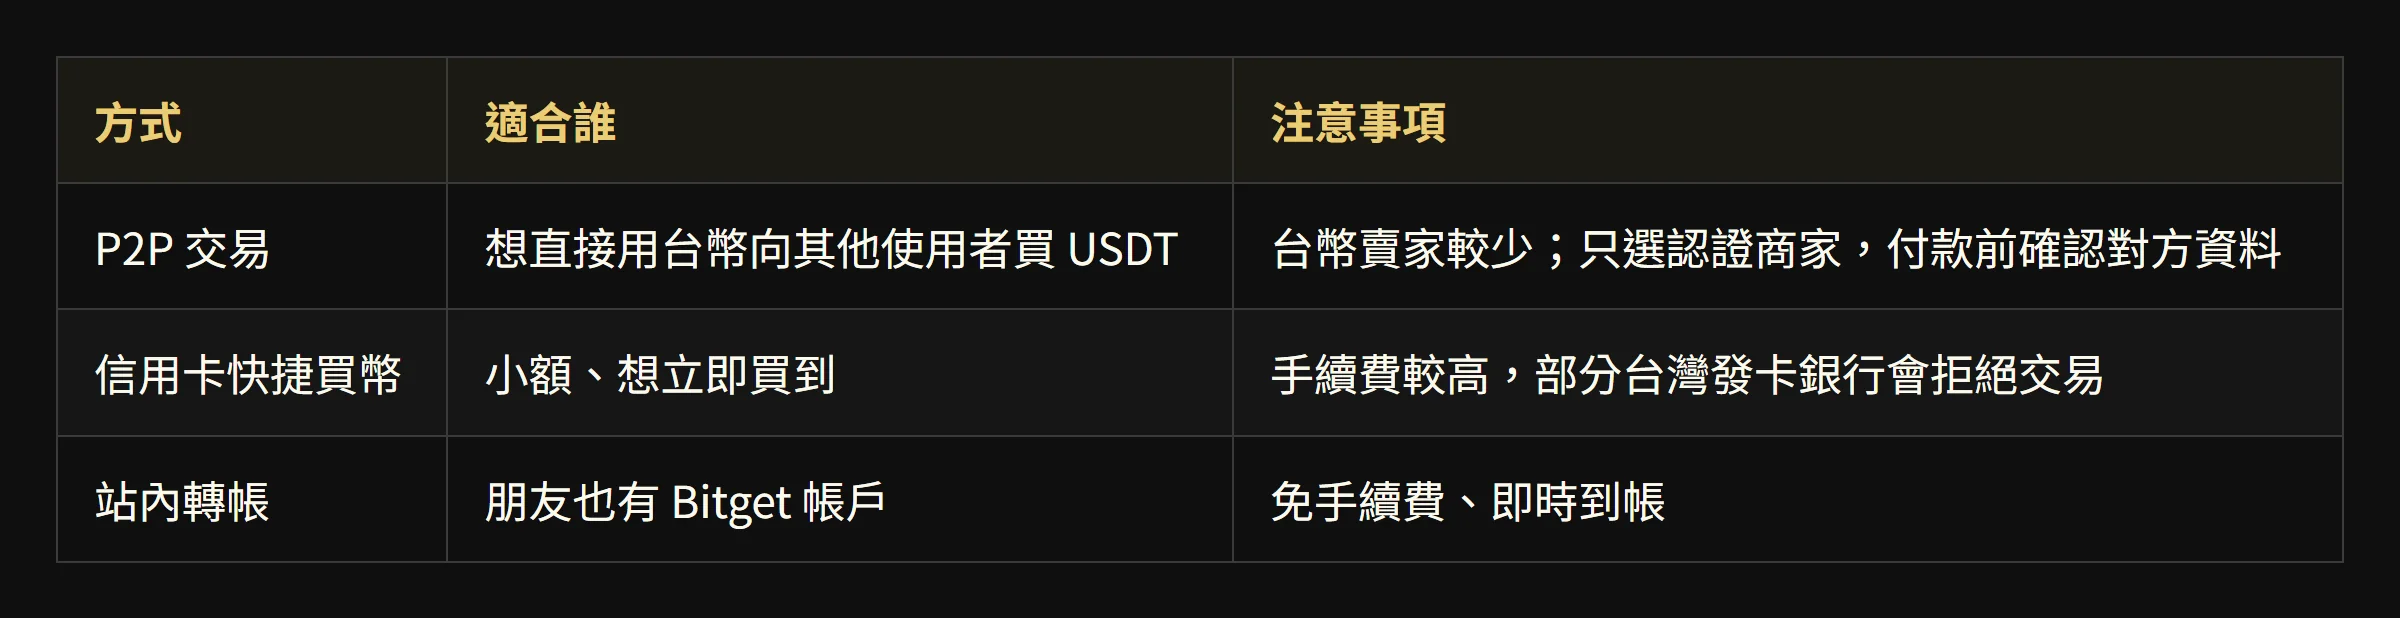 方式 適合誰 注意事項
P2P 交易 想直接用台幣向其他使用者買 USDT 台幣賣家較少；只選認證商家，付款前確認對方資料
信用卡快捷買幣 小額、想立即買到 手續費較高，部分台灣發卡銀行會拒絕交易
站內轉帳 朋友也有 Bitget 帳戶 免手續費、即時到帳